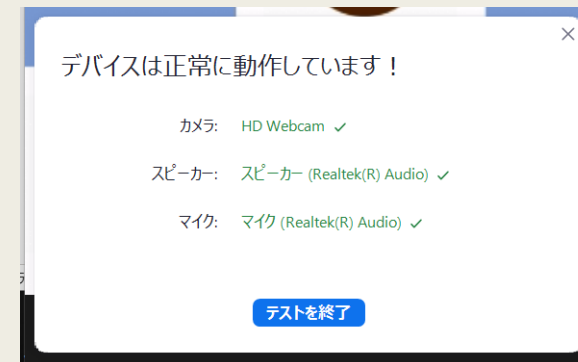 デバイスは正常に動作しています！
カメラ: HD Webcam ✓
スピーカー: スピーカー (Realtek(R) Audio) ✓
マイク: マイク (Realtek(R) Audio) ✓
テストを終了